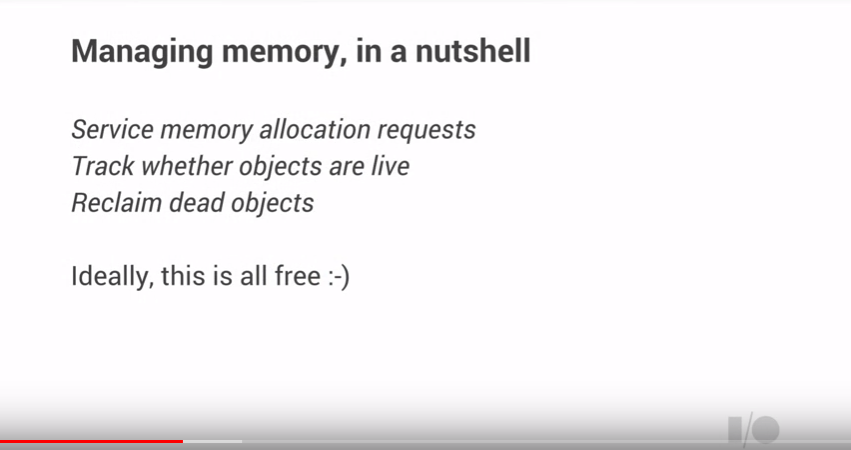 Managing memory, in a nutshell
Service memory allocation requests
Track whether objects are live
Reclaim dead objects
Ideally, this is all free :-)
I/O